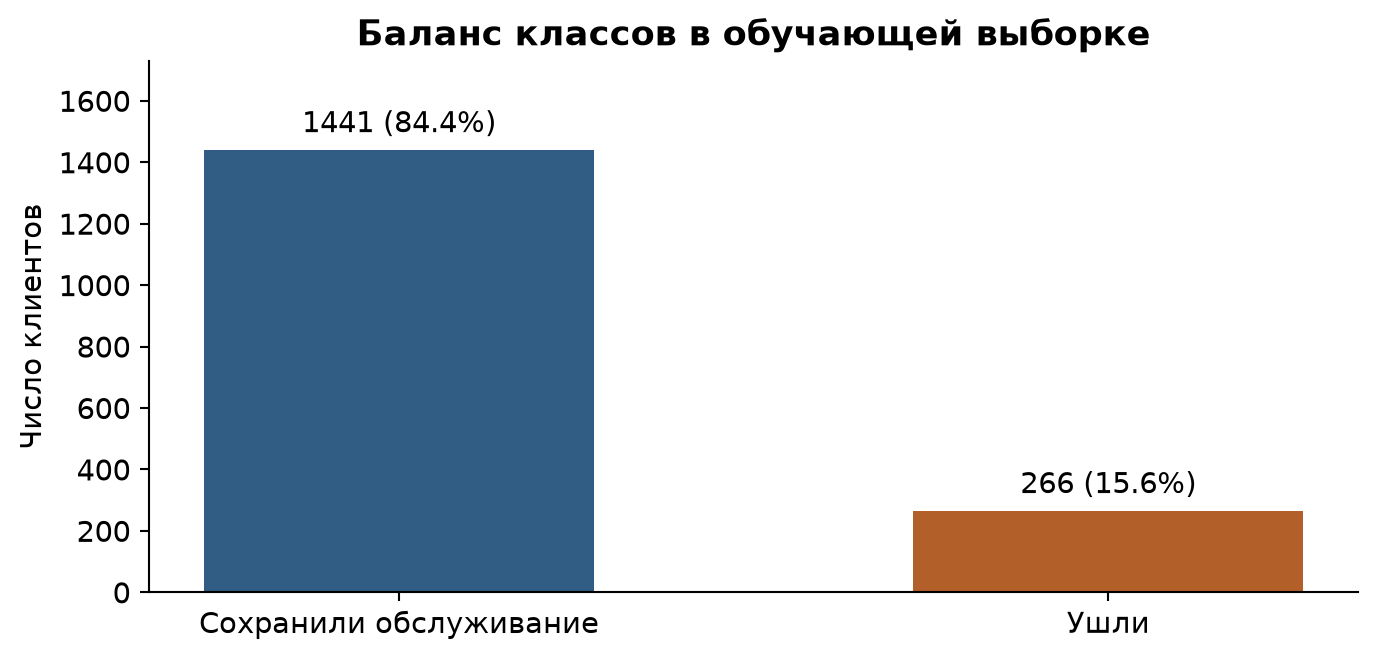 Баланс классов в обучающей выборке
Число клиентов
1600
1400
1200
1000
800
600
400
200
0
1441 (84.4%)
266 (15.6%)
Сохранили обслуживание
Ушли